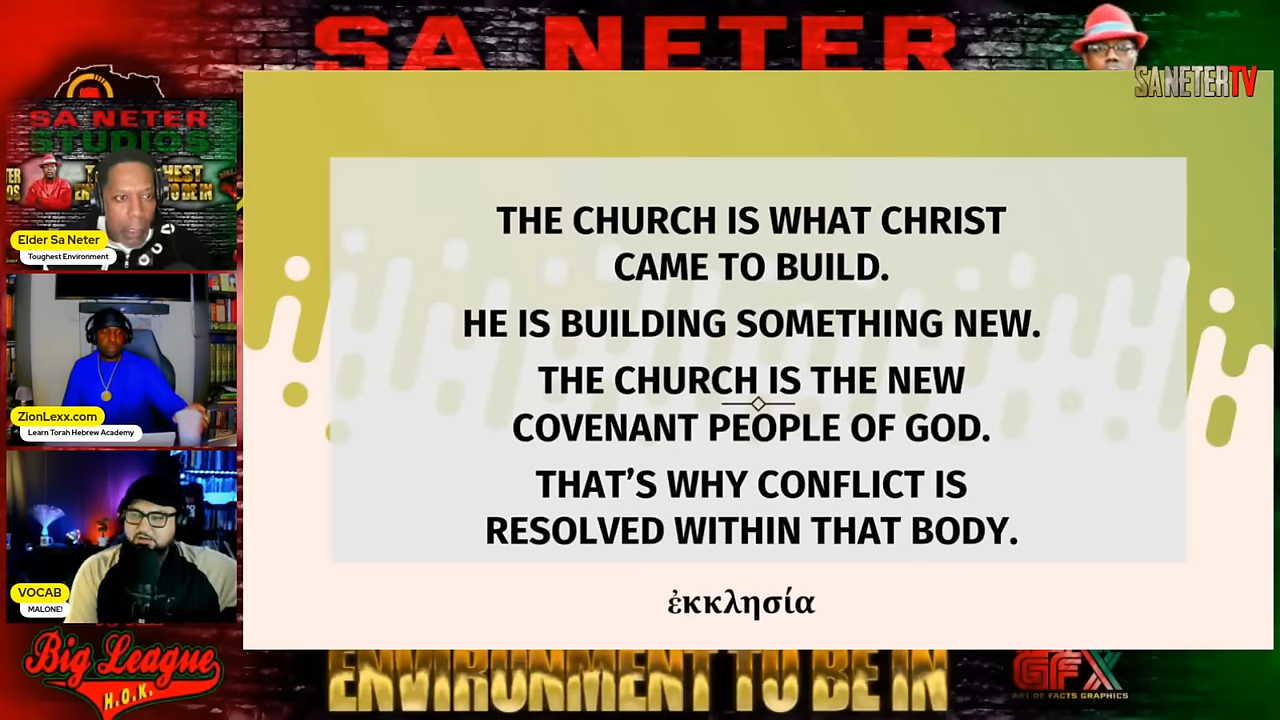 SA NETER
SANETERTV
SA NETER
STUDIOS
Elder Sa Neter
Toughest Environment
ZionLexx.com
Learn Torah Hebrew Academy
VOCAB
MALONE!
THE CHURCH IS WHAT CHRIST
CAME TO BUILD.
HE IS BUILDING SOMETHING NEW.
THE CHURCH IS THE NEW
COVENANT PEOPLE OF GOD.
THAT'S WHY CONFLICT IS
RESOLVED WITHIN THAT BODY.
ἐκκλησία
Big League
H.O.K.
ENVIRONMENT TO BE IN
GFX
ART OF FACTS GRAPHICS